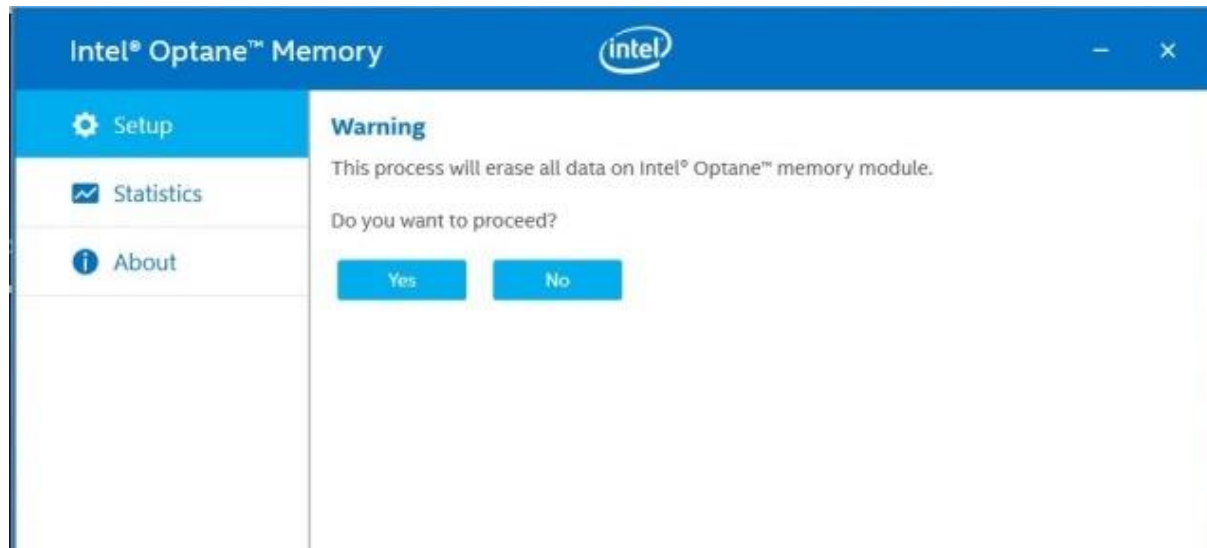 Intel® Optane™ Memory
intel
Setup
Statistics
About
Warning
This process will erase all data on Intel® Optane™ memory module.
Do you want to proceed?
Yes
No